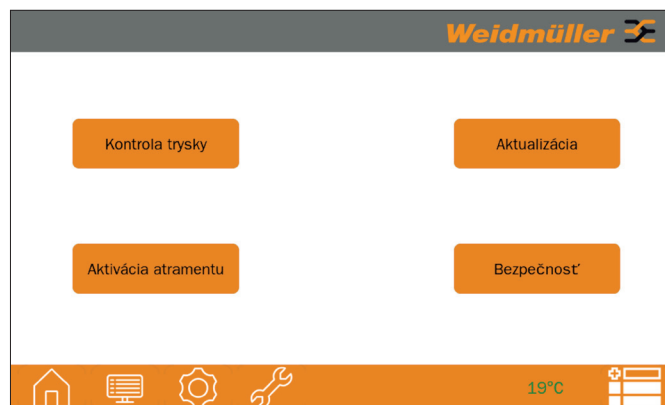 Weidmüller
Kontrola trysky
Aktualizácia
Aktivácia atramentu
Bezpečnosť
19°C